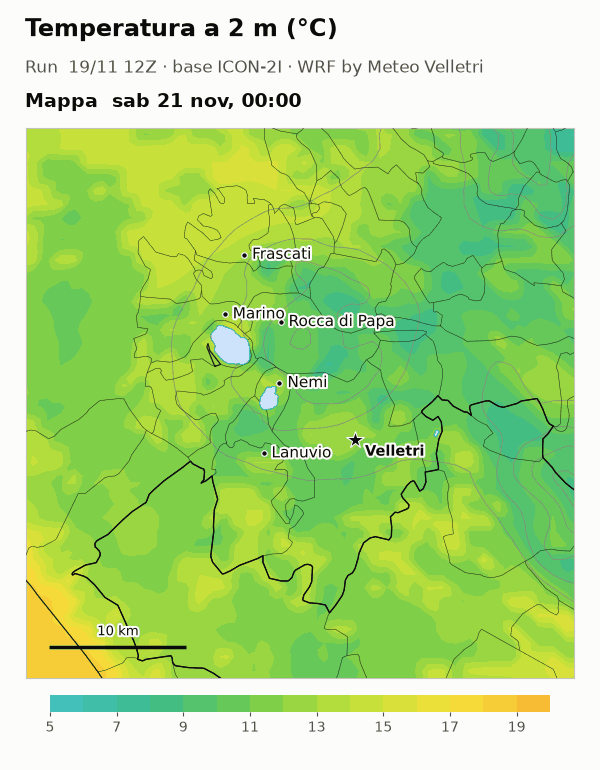 Temperatura a 2 m (°C)
Run  19/11 12Z · base ICON-2I · WRF by Meteo Velletri
Mappa  sab 21 nov, 00:00
Frascati
Marino
Rocca di Papa
Nemi
Velletri
Lanuvio
10 km
5 7 9 11 13 15 17 19